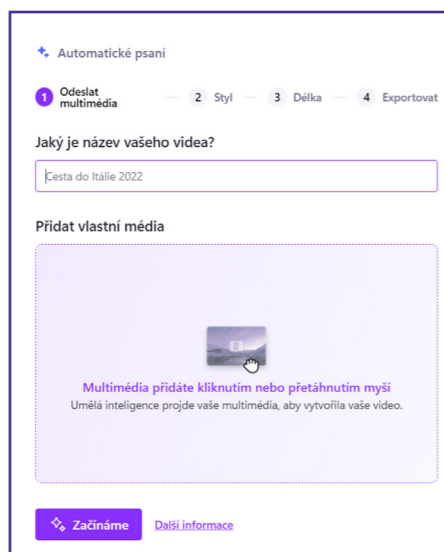 Automatické psaní
1 Odeslat multimédia — 2 Styl — 3 Délka — 4 Exportovat
Jaký je název vašeho videa?
Cesta do Itálie 2022
Přidat vlastní média
Multimédia přidáte kliknutím nebo přetáhnutím myší
Umělá inteligence projde vaše multimédia, aby vytvořila vaše video.
Začínáme Další informace